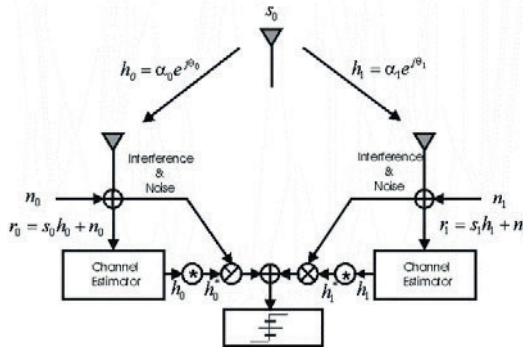 s₀
h₀ = α₀e^{jθ₀}
h₁ = α₁e^{jθ₁}
Interference
&
Noise
Interference
&
Noise
n₀
n₁
r₀ = s₀h₀ + n₀
r₁ = s₁h₁ + n
Channel
Estimator
h₀
*
h₀*
h₁*
*
h₁
Channel
Estimator